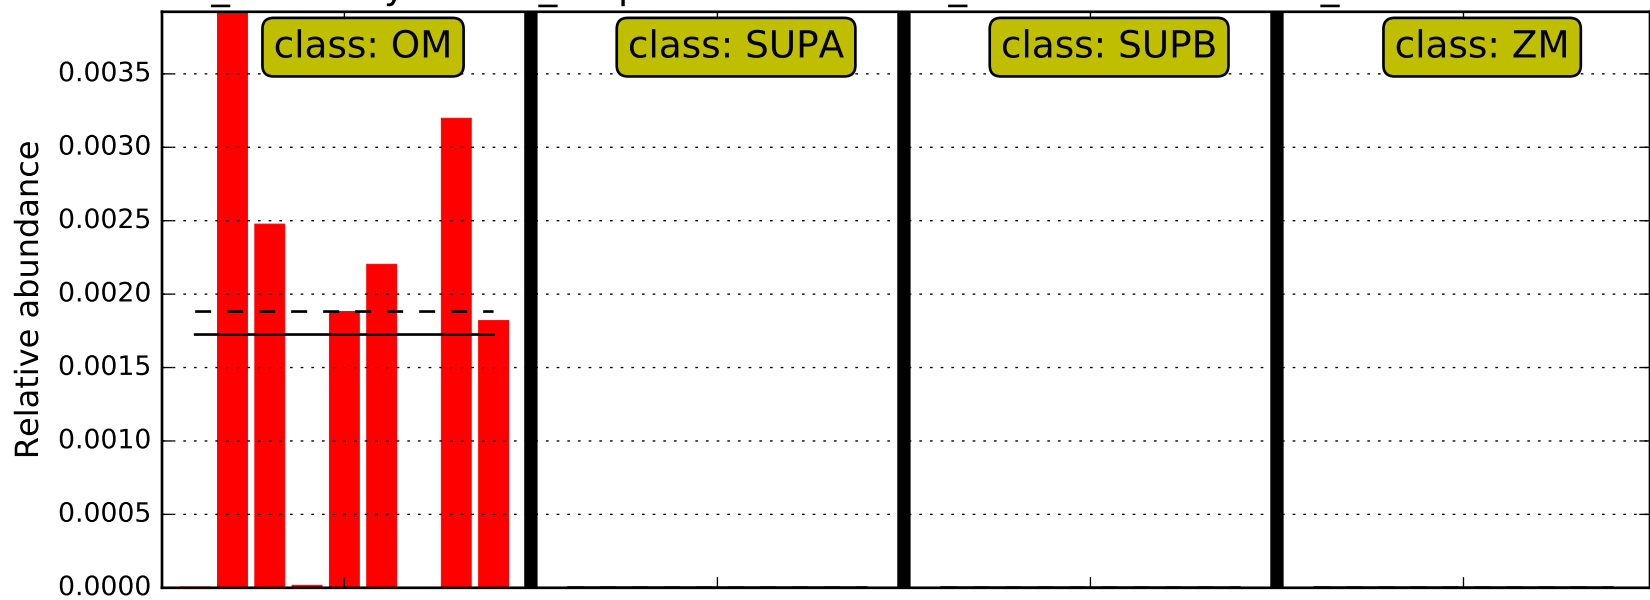 class: OM
class: SUPA
class: SUPB
class: ZM
Relative abundance
0.0035
0.0030
0.0025
0.0020
0.0015
0.0010
0.0005
0.0000